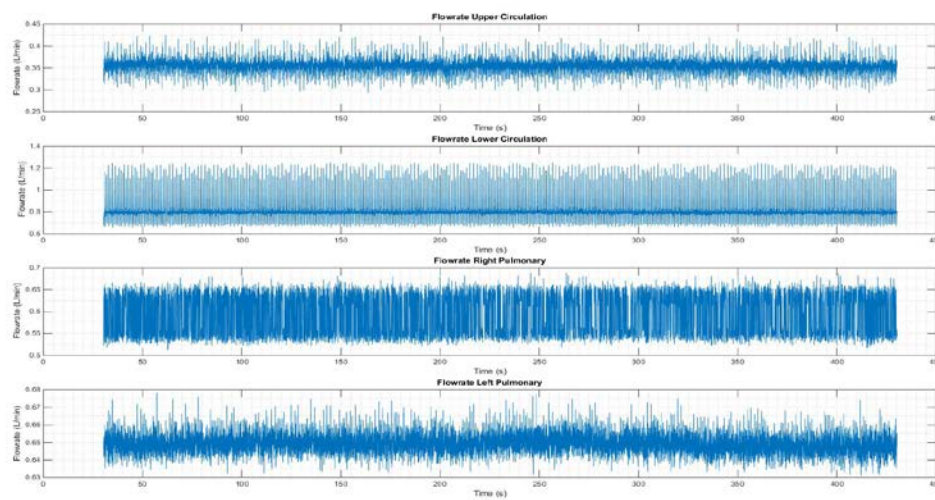 Flowrate Upper Circulation
Flowrate (L/min)
0.45
0.4
0.35
0.3
0.25
0 50 100 150 200 250 300 350 400 45
Time (s)
Flowrate Lower Circulation
Flowrate (L/min)
1.4
1.2
1
0.8
0.6
0 50 100 150 200 250 300 350 400 45
Time (s)
Flowrate Right Pulmonary
Flowrate (L/min)
0.7
0.65
0.6
0.55
0.5
0 50 100 150 200 250 300 350 400 45
Time (s)
Flowrate Left Pulmonary
Flowrate (L/min)
0.68
0.67
0.66
0.65
0.64
0.63
0 50 100 150 200 250 300 350 400 45
Time (s)